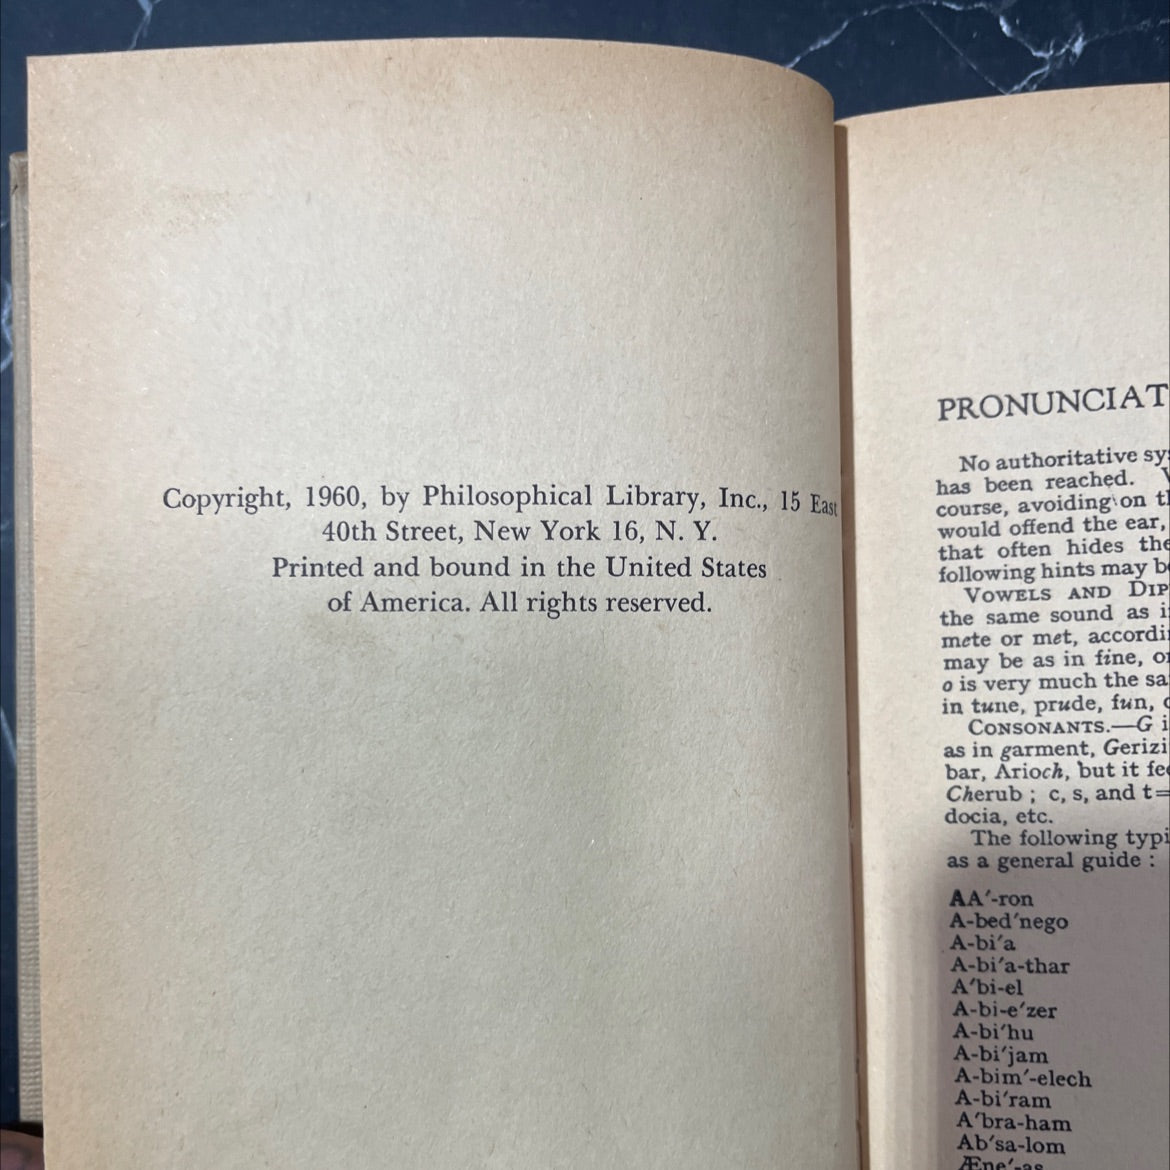 Copyright, 1960, by Philosophical Library, Inc., 15 East
40th Street, New York 16, N. Y.
Printed and bound in the United States
of America. All rights reserved.
PRONUNCIAT
No authoritative sy
has been reached.
course, avoiding on t
would offend the ear,
that often hides the
following hints may b
VOWELS AND DIP
the same sound as i
mete or met, accordi
may be as in fine, o
o is very much the sa
in tune, prude, fun,
CONSONANTS.—G i
as in garment, Gerizi
bar, Arioch, but it fe
Cherub ; c, s, and t=
docia, etc.
The following typi
as a general guide :
AA′-ron
A-bed′nego
A-bi′a
A-bi′a-thar
A′bi-el
A-bi-e′zer
A-bi′hu
A-bi′jam
A-bim′-elech
A-bi′ram
A′bra-ham
Ab′sa-lom
Æne′-as